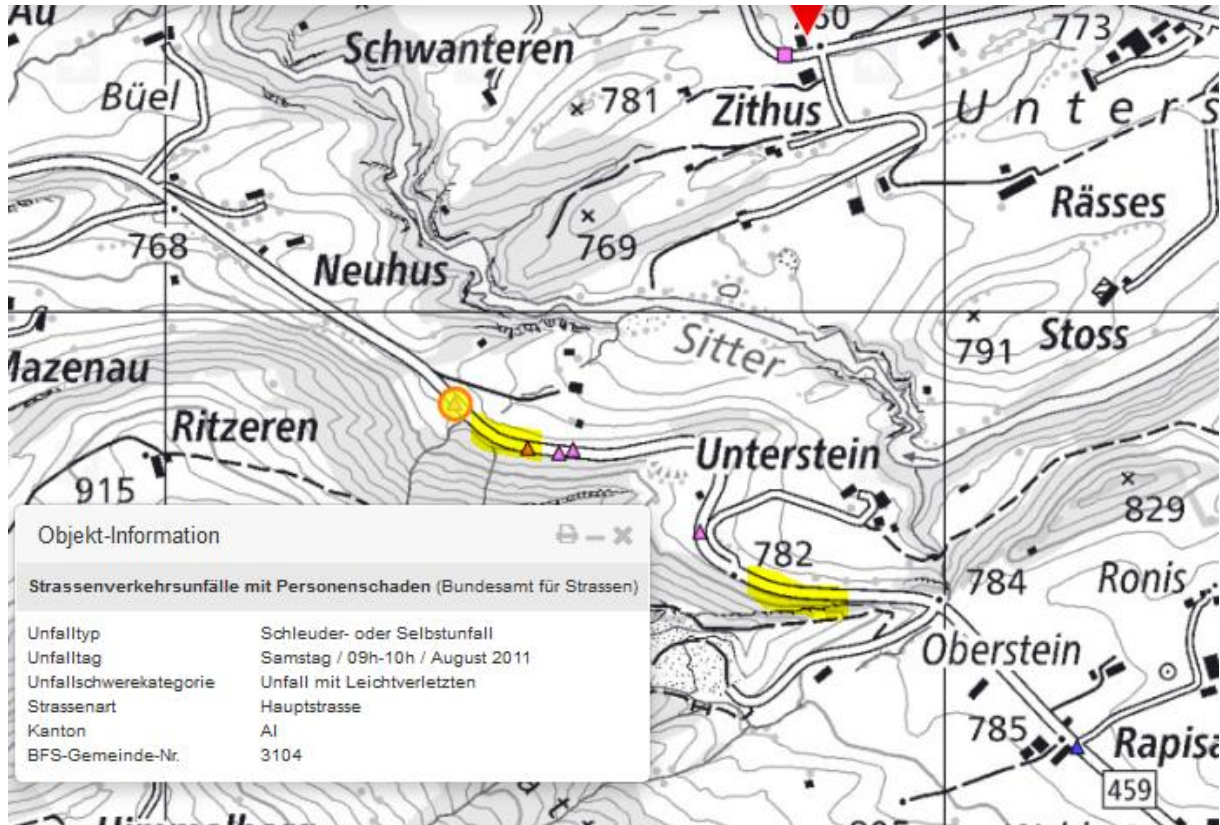 Au
Schwanteren
760
773
Büel
781
Zithus
Unters
Rässes
768
769
Neuhus
Sitter
791
Stoss
Mazenau
Ritzeren
Unterstein
915
829
782
784
Ronis
Oberstein
785
Rapisa
459
Objekt-Information
Strassenverkehrsunfälle mit Personenschaden (Bundesamt für Strassen)
Unfalltyp Schleuder- oder Selbstunfall
Unfalltag Samstag / 09h-10h / August 2011
Unfallschwerekategorie Unfall mit Leichtverletzten
Strassenart Hauptstrasse
Kanton AI
BFS-Gemeinde-Nr. 3104